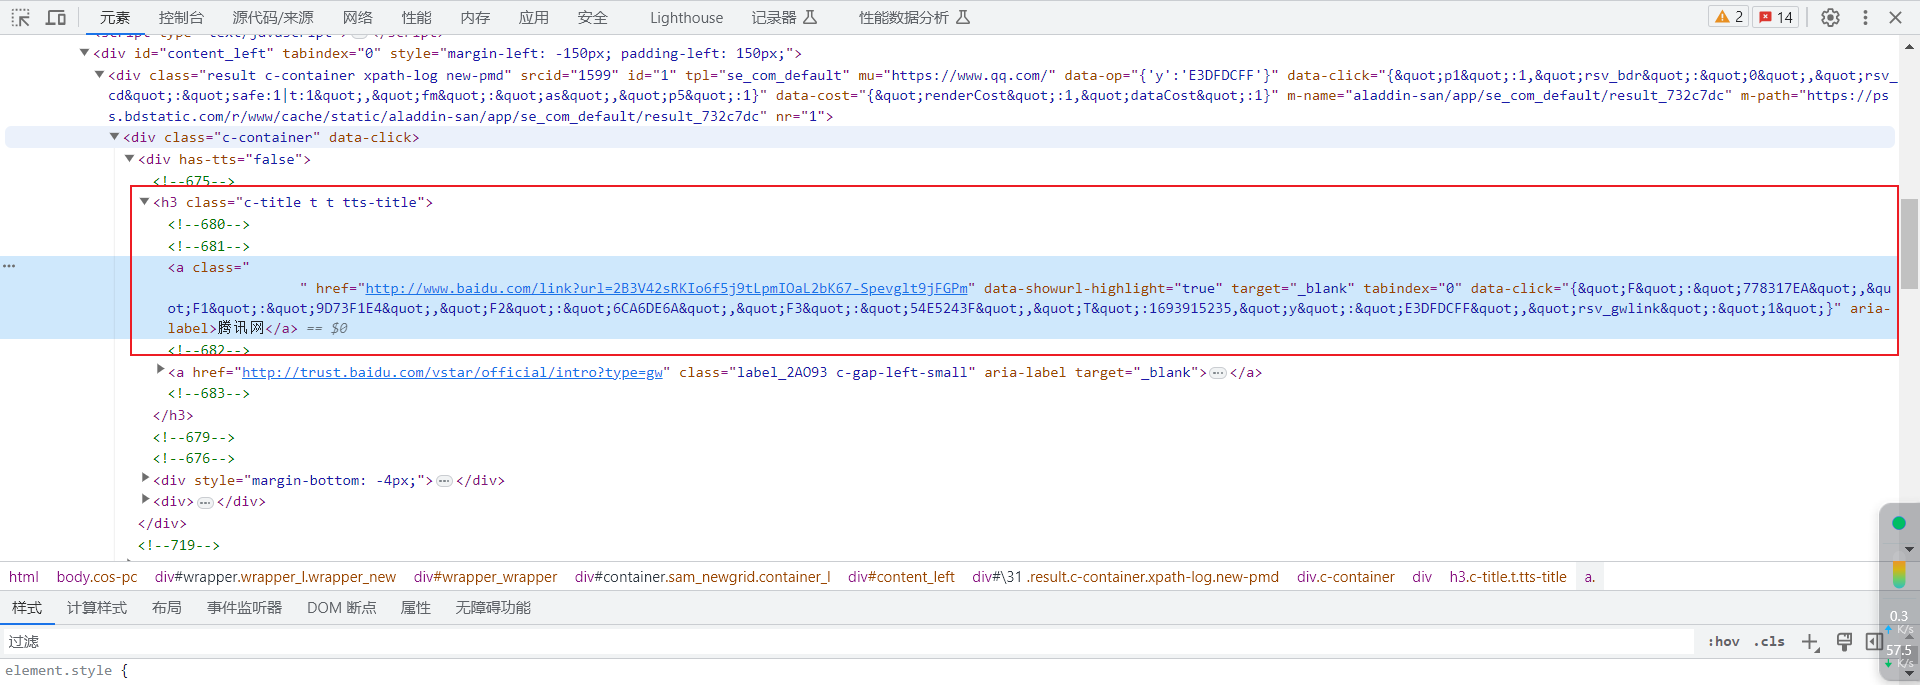 元素 控制台 源代码/来源 网络 性能 内存 应用 安全 Lighthouse 记录器 性能数据分析 2 14
<script type="text/javascript"> </script>
<div id="content_left" tabindex="0" style="margin-left: -150px; padding-left: 150px;">
<div class="result c-container xpath-log new-pmd" srcid="1599" id="1" tpl="se_com_default" mu="https://www.qq.com/" data-op="{'y':'E3DFDCFF'}" data-click="{&quot;p1&quot;:1,&quot;rsv_bdr&quot;:&quot;0&quot;,&quot;rsv_
cd&quot;:&quot;safe:1|t:1&quot;,&quot;fm&quot;:&quot;as&quot;,&quot;p5&quot;:1}" data-cost="{&quot;renderCost&quot;:1,&quot;dataCost&quot;:1}" m-name="aladdin-san/app/se_com_default/result_732c7dc" m-path="https://ps
s.bdstatic.com/r/www/cache/static/aladdin-san/app/se_com_default/result_732c7dc" nr="1">
<div class="c-container" data-click>
<div has-tts="false">
<!--675-->
<h3 class="c-title t t tts-title">
<!--680-->
<!--681-->
<a class="
" href="http://www.baidu.com/link?url=2B3V42sRKIo6f5j9tLpmIOaL2bK67-Spevglt9jFGPm" data-showurl-highlight="true" target="_blank" tabindex="0" data-click="{&quot;F&quot;:&quot;778317EA&quot;,&qu
ot;F1&quot;:&quot;9D73F1E4&quot;,&quot;F2&quot;:&quot;6CA6DE6A&quot;,&quot;F3&quot;:&quot;54E5243F&quot;,&quot;T&quot;:1693915235,&quot;y&quot;:&quot;E3DFDCFF&quot;,&quot;rsv_gwlink&quot;:&quot;1&quot;}" aria-
label>腾讯网</a> == $0
<!--682-->
<a href="http://trust.baidu.com/vstar/official/intro?type=gw" class="label_2AO93 c-gap-left-small" aria-label target="_blank">…</a>
<!--683-->
</h3>
<!--679-->
<!--676-->
<div style="margin-bottom: -4px;">…</div>
<div>…</div>
</div>
<!--719-->
html body.cos-pc div#wrapper.wrapper_l.wrapper_new div#wrapper_wrapper div#container.sam_newgrid.container_l div#content_left div#\31 .result.c-container.xpath-log.new-pmd div.c-container div h3.c-title.t.tts-title a.
样式 计算样式 布局 事件监听器 DOM 断点 属性 无障碍功能
过滤 :hov .cls
element.style {
0.3
K/s
57.5
K/s